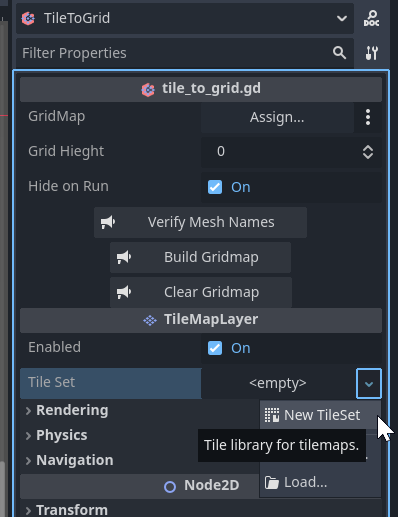 TileToGrid
DOC
Filter Properties
tile_to_grid.gd
GridMap
Assign...
Grid Hieght
0
Hide on Run
On
Verify Mesh Names
Build Gridmap
Clear Gridmap
TileMapLayer
Enabled
On
Tile Set
<empty>
Rendering
New TileSet
Physics
Tile library for tilemaps.
Navigation
Load...
Node2D
Transform